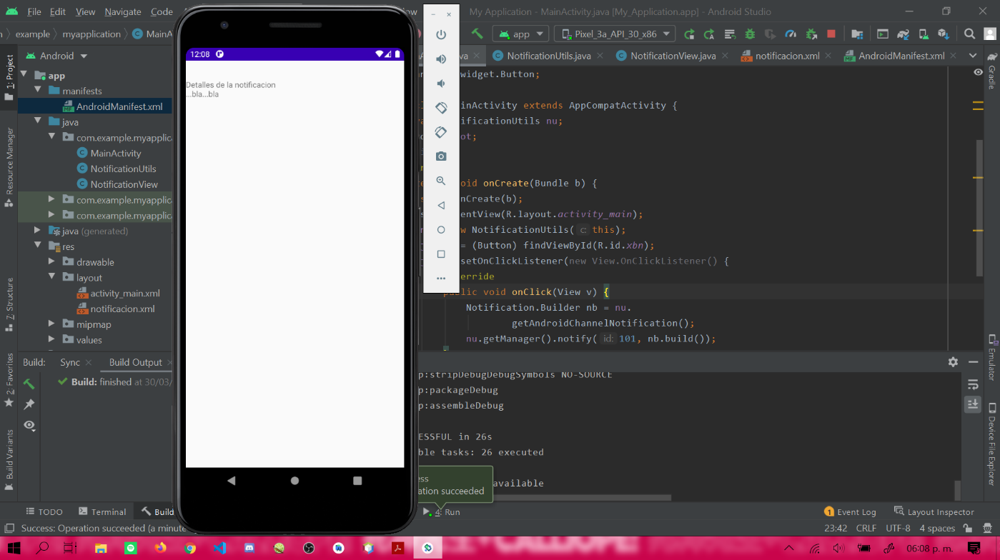 File Edit View Navigate Code
My Application - MainActivity.java [My_Application.app] - Android Studio
example myapplication
app
Pixel_3a_API_30_x86
NotificationUtils.java
NotificationView.java
notificacion.xml
AndroidManifest.xml
Android
app
manifests
AndroidManifest.xml
java
com.example.myapplic
MainActivity
NotificationUtils
NotificationView
com.example.myapplica
com.example.myapplica
java (generated)
res
drawable
layout
activity_main.xml
notificacion.xml
mipmap
values
1: Project
Resource Manager
7: Structure
2: Favorites
Build Variants
12:08
Detalles de la notificacion
...bla...bla
widget.Button;
inActivity extends AppCompatActivity {
ificationUtils nu;
ot;
oid onCreate(Bundle b) {
nCreate(b);
entView(R.layout.activity_main);
w NotificationUtils( c: this);
= (Button) findViewById(R.id.xbn);
setOnClickListener(new View.OnClickListener() {
erride
public void onClick(View v) {
Notification.Builder nb = nu.
getAndroidChannelNotification();
nu.getManager().notify( id: 101, nb.build());
Gradle
Emulator
Device File Explorer
Build: Sync Build Output
Build: finished at 30/03/
p:stripDebugDebugSymbols NO-SOURCE
p:packageDebug
p:assembleDebug
ESSFUL in 26s
ble tasks: 26 executed
available
ess
ation succeeded
TODO Terminal Build 4: Run
1 Event Log Layout Inspector
Success: Operation succeeded (a minute
23:42 CRLF UTF-8 4 spaces
06:08 p. m.